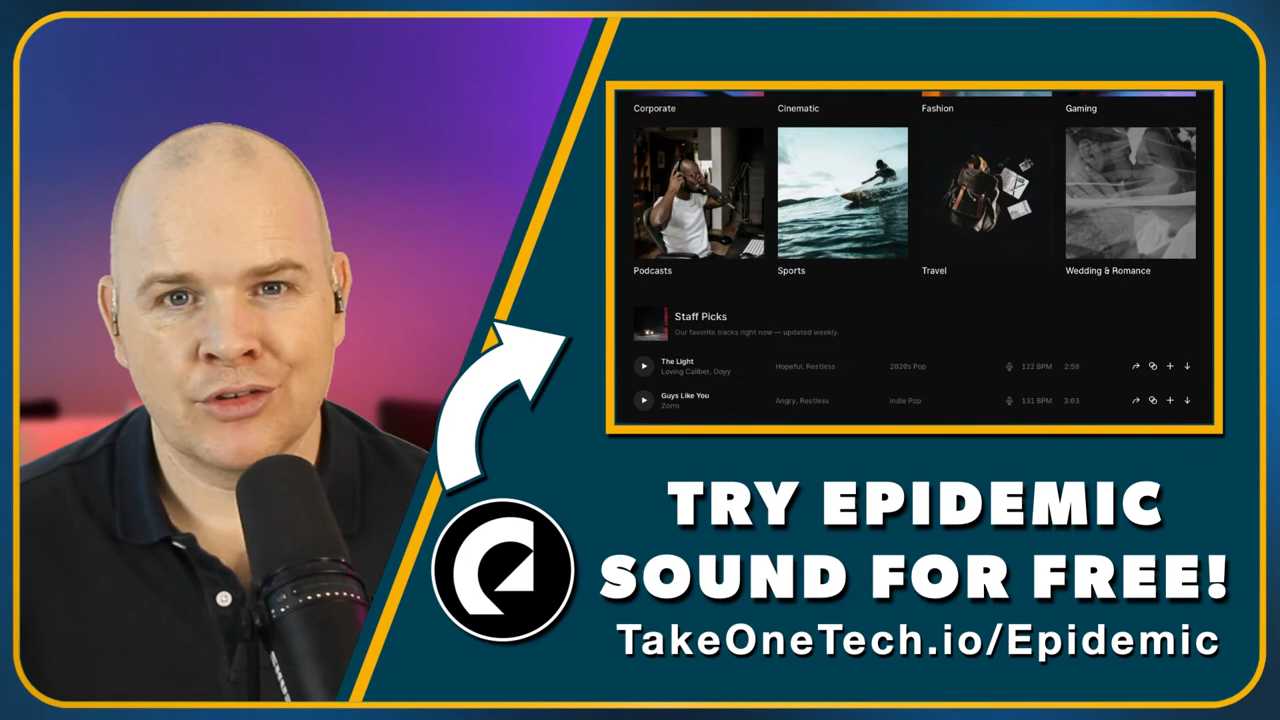 Corporate
Cinematic
Fashion
Gaming
Podcasts
Sports
Travel
Wedding & Romance
Staff Picks
Our favorite tracks right now — updated weekly.
The Light
Loving Caliber, Ooyy
Hopeful, Restless
2020s Pop
122 BPM
2:59
Guys Like You
Zorro
Angry, Restless
Indie Pop
131 BPM
3:03
TRY EPIDEMIC
SOUND FOR FREE!
TakeOneTech.io/Epidemic